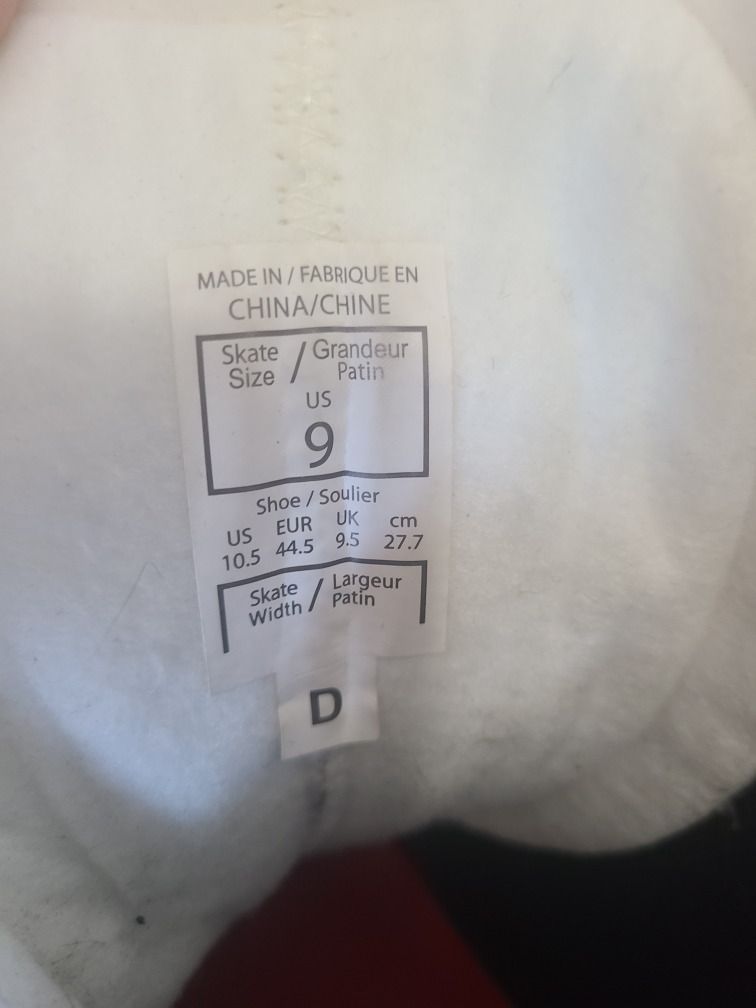 MADE IN / FABRIQUE EN
CHINA/CHINE
Skate Size / Grandeur Patin
US
9
Shoe / Soulier
US EUR UK cm
10.5 44.5 9.5 27.7
Skate Width / Largeur Patin
D